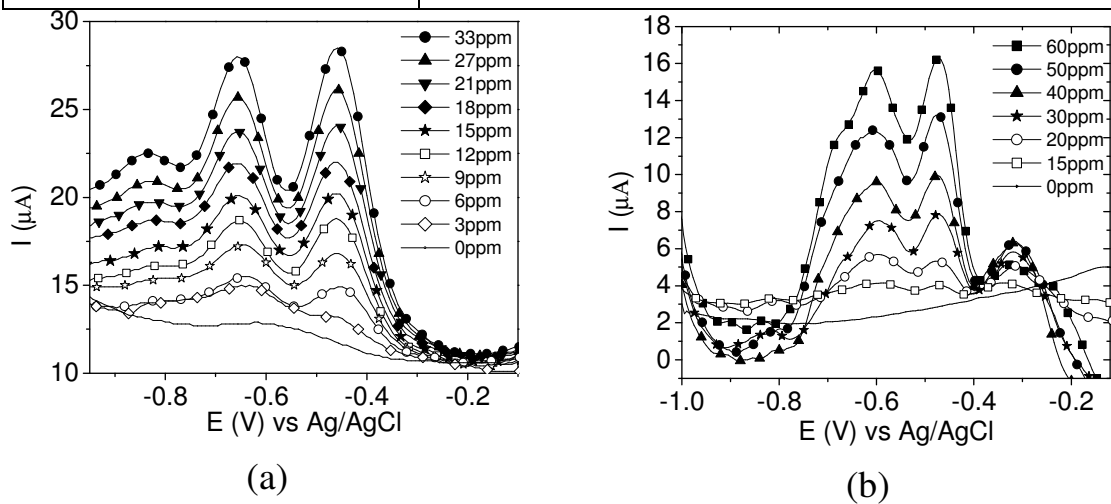 30
25
20
15
10
I (µA)
-0.8
-0.6
-0.4
-0.2
E (V) vs Ag/AgCl
33ppm
27ppm
21ppm
18ppm
15ppm
12ppm
9ppm
6ppm
3ppm
0ppm
(a)
18
16
14
12
10
8
6
4
2
0
I (µA)
-1.0
-0.8
-0.6
-0.4
-0.2
E (V) vs Ag/AgCl
60ppm
50ppm
40ppm
30ppm
20ppm
15ppm
0ppm
(b)